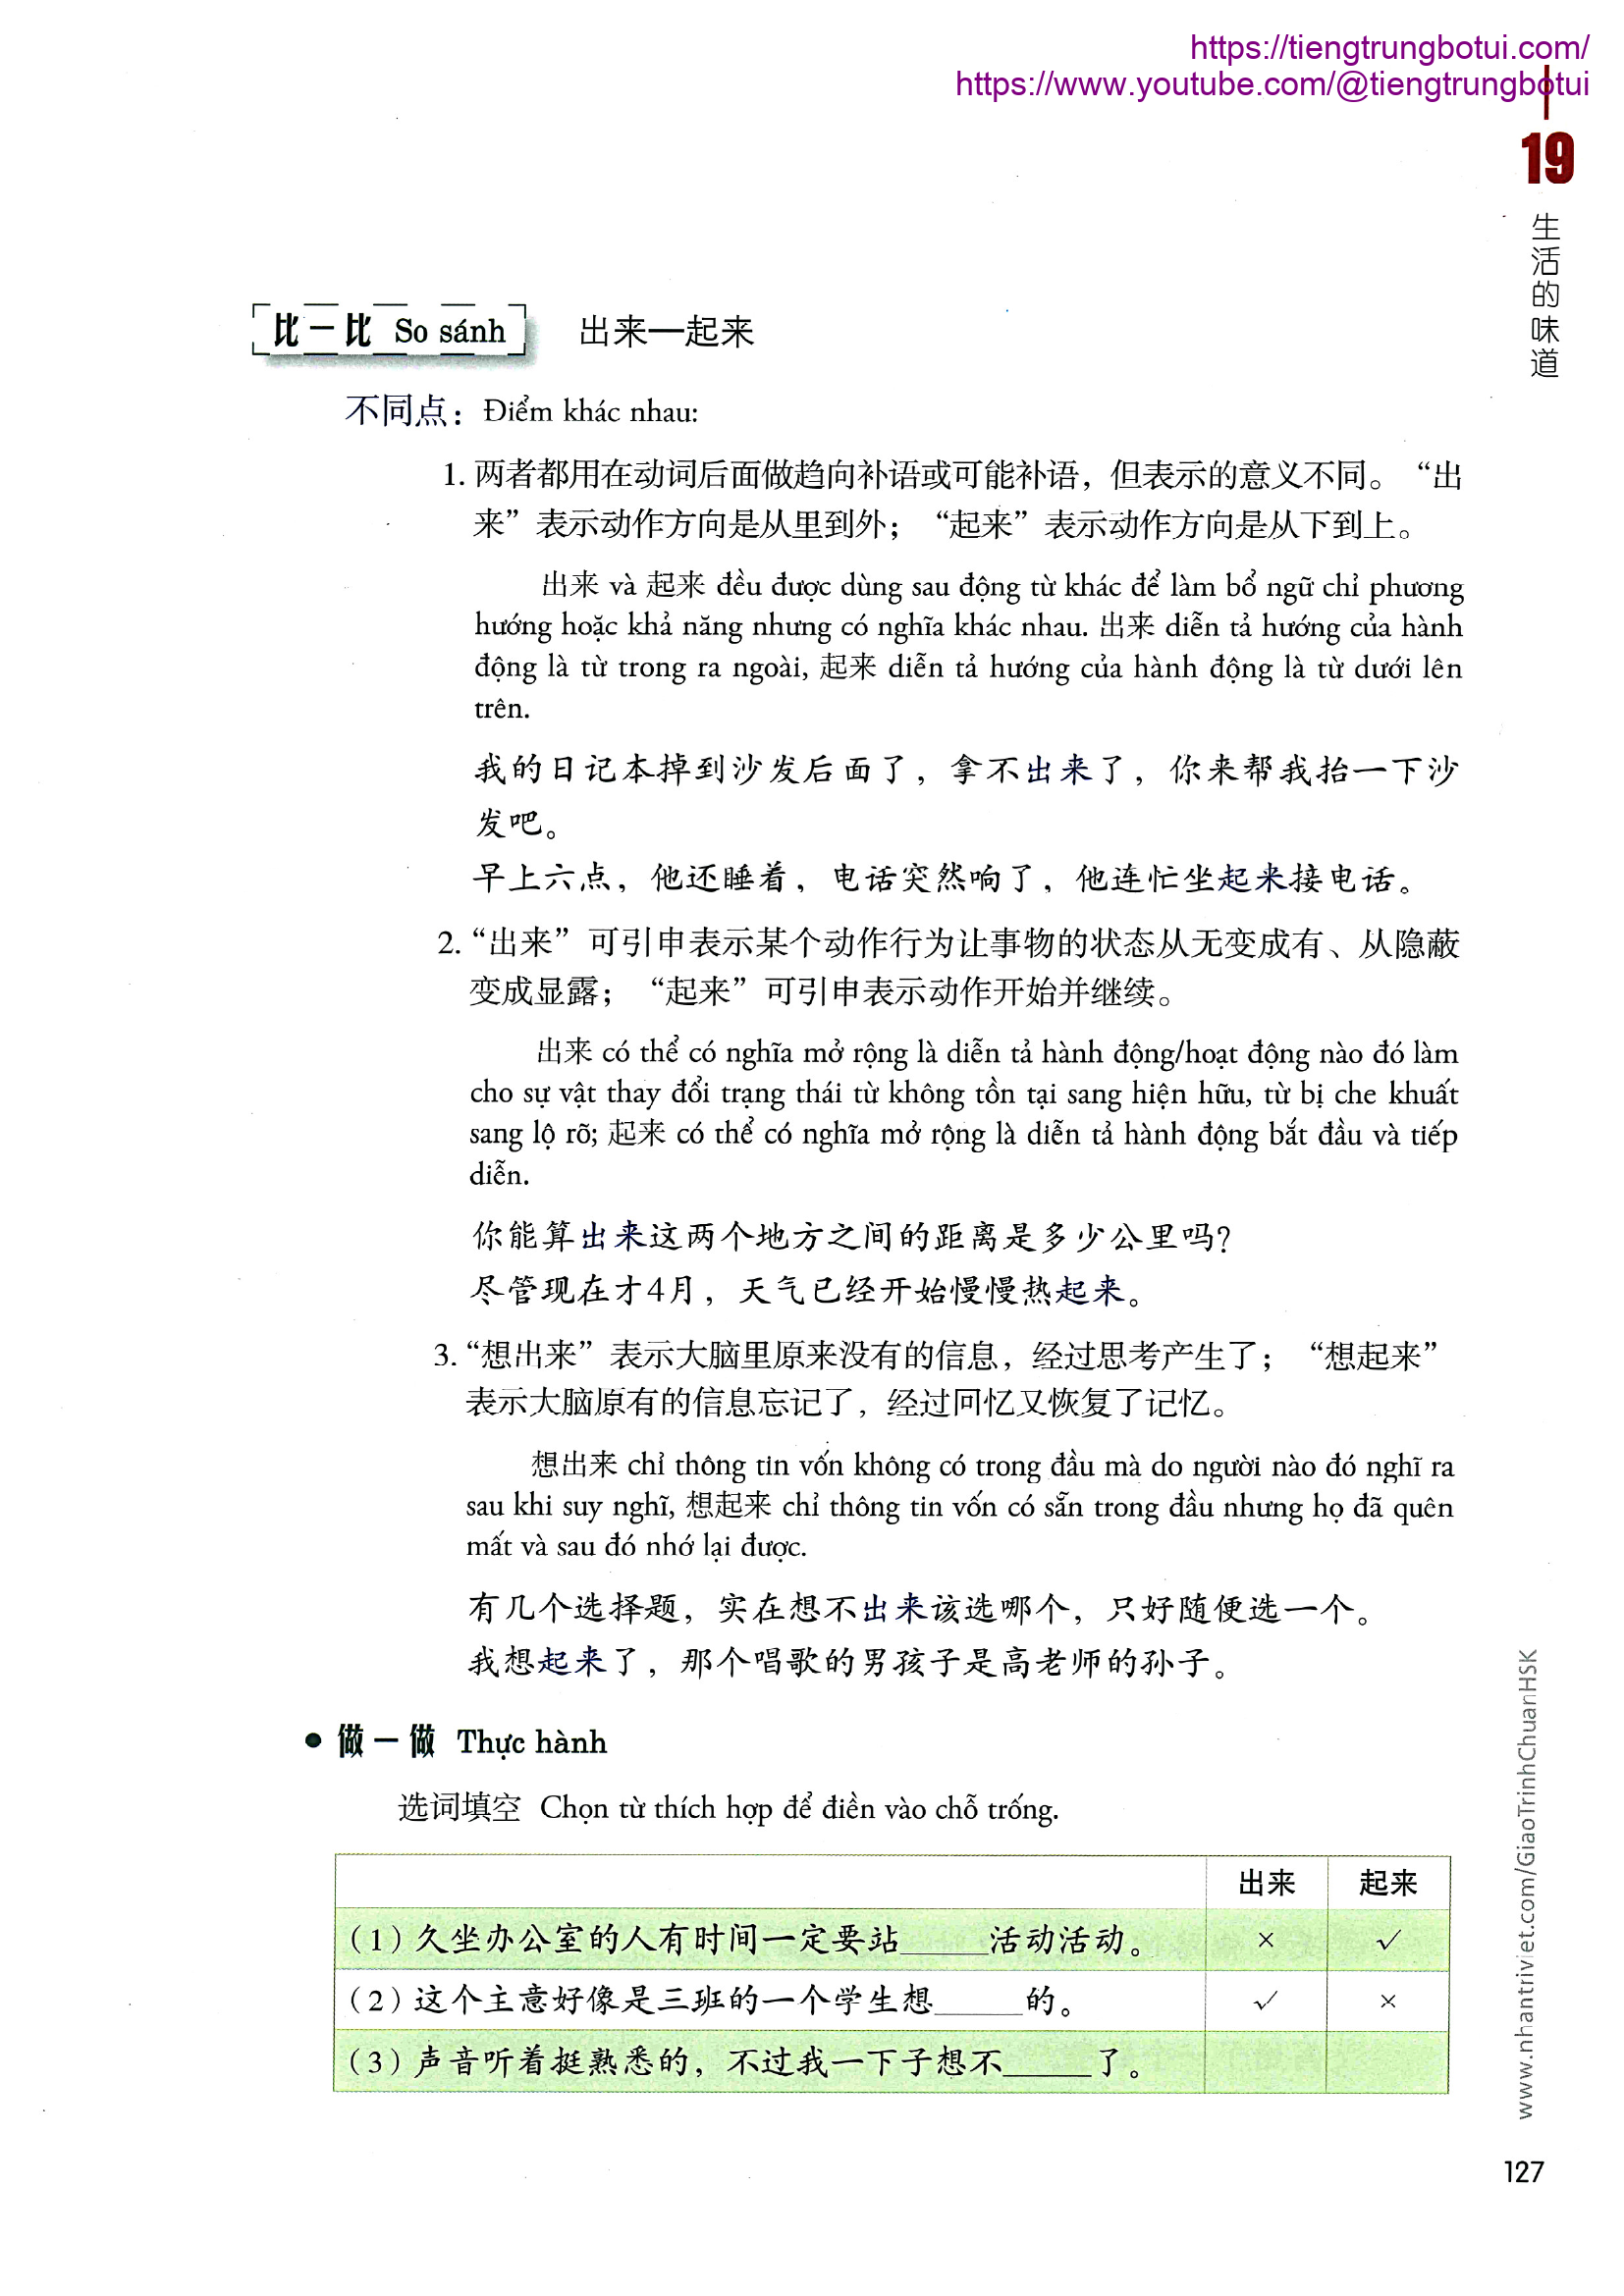 https://tiengtrungbotui.com/
https://www.youtube.com/@tiengtrungbotui
19
生活的味道
比一比 So sánh 出来—起来
不同点：Điểm khác nhau:
1. 两者都用在动词后面做趋向补语或可能补语，但表示的意义不同。“出
来”表示动作方向是从里到外；“起来”表示动作方向是从下到上。
出来 và 起来 đều được dùng sau động từ khác để làm bổ ngữ chỉ phương
hướng hoặc khả năng nhưng có nghĩa khác nhau. 出来 diễn tả hướng của hành
động là từ trong ra ngoài, 起来 diễn tả hướng của hành động là từ dưới lên
trên.
我的日记本掉到沙发后面了，拿不出来了，你来帮我抬一下沙
发吧。
早上六点，他还睡着，电话突然响了，他连忙坐起来接电话。
2. “出来”可引申表示某个动作行为让事物的状态从无变成有、从隐蔽
变成显露；“起来”可引申表示动作开始并继续。
出来 có thể có nghĩa mở rộng là diễn tả hành động/hoạt động nào đó làm
cho sự vật thay đổi trạng thái từ không tồn tại sang hiện hữu, từ bị che khuất
sang lộ rõ; 起来 có thể có nghĩa mở rộng là diễn tả hành động bắt đầu và tiếp
diễn.
你能算出来这两个地方之间的距离是多少公里吗？
尽管现在才4月，天气已经开始慢慢热起来。
3. “想出来”表示大脑里原来没有的信息，经过思考产生了；“想起来”
表示大脑原有的信息忘记了，经过回忆又恢复了记忆。
想出来 chỉ thông tin vốn không có trong đầu mà do người nào đó nghĩ ra
sau khi suy nghĩ, 想起来 chỉ thông tin vốn có sẵn trong đầu nhưng họ đã quên
mất và sau đó nhớ lại được.
有几个选择题，实在想不出来该选哪个，只好随便选一个。
我想起来了，那个唱歌的男孩子是高老师的孙子。
• 做一做 Thực hành
选词填空 Chọn từ thích hợp để điền vào chỗ trống.
出来 起来
（1）久坐办公室的人有时间一定要站_____活动活动。 × ✓
（2）这个主意好像是三班的一个学生想_____的。 ✓ ×
（3）声音听着挺熟悉的，不过我一下子想不_____了。
www.nhantriviet.com/GiaoTrinhChuanHSK
127